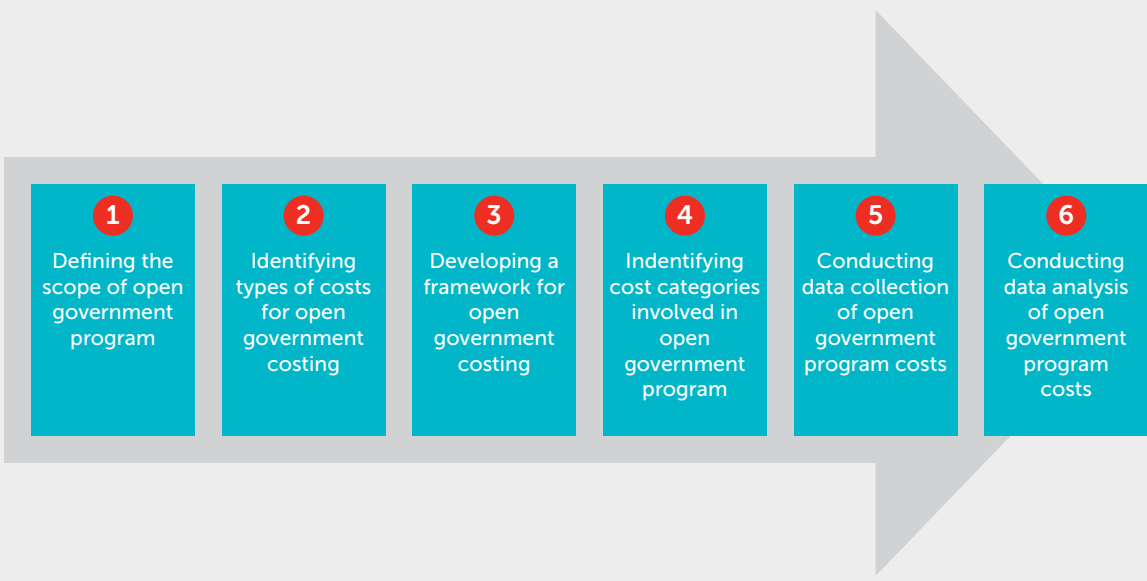 1
Defining the
scope of open
government
program
2
Identifying
types of costs
for open
government
costing
3
Developing a
framework for
open
government
costing
4
Indentifying
cost categories
involved in
open
government
program
5
Conducting
data collection
of open
government
program costs
6
Conducting
data analysis
of open
government
program
costs